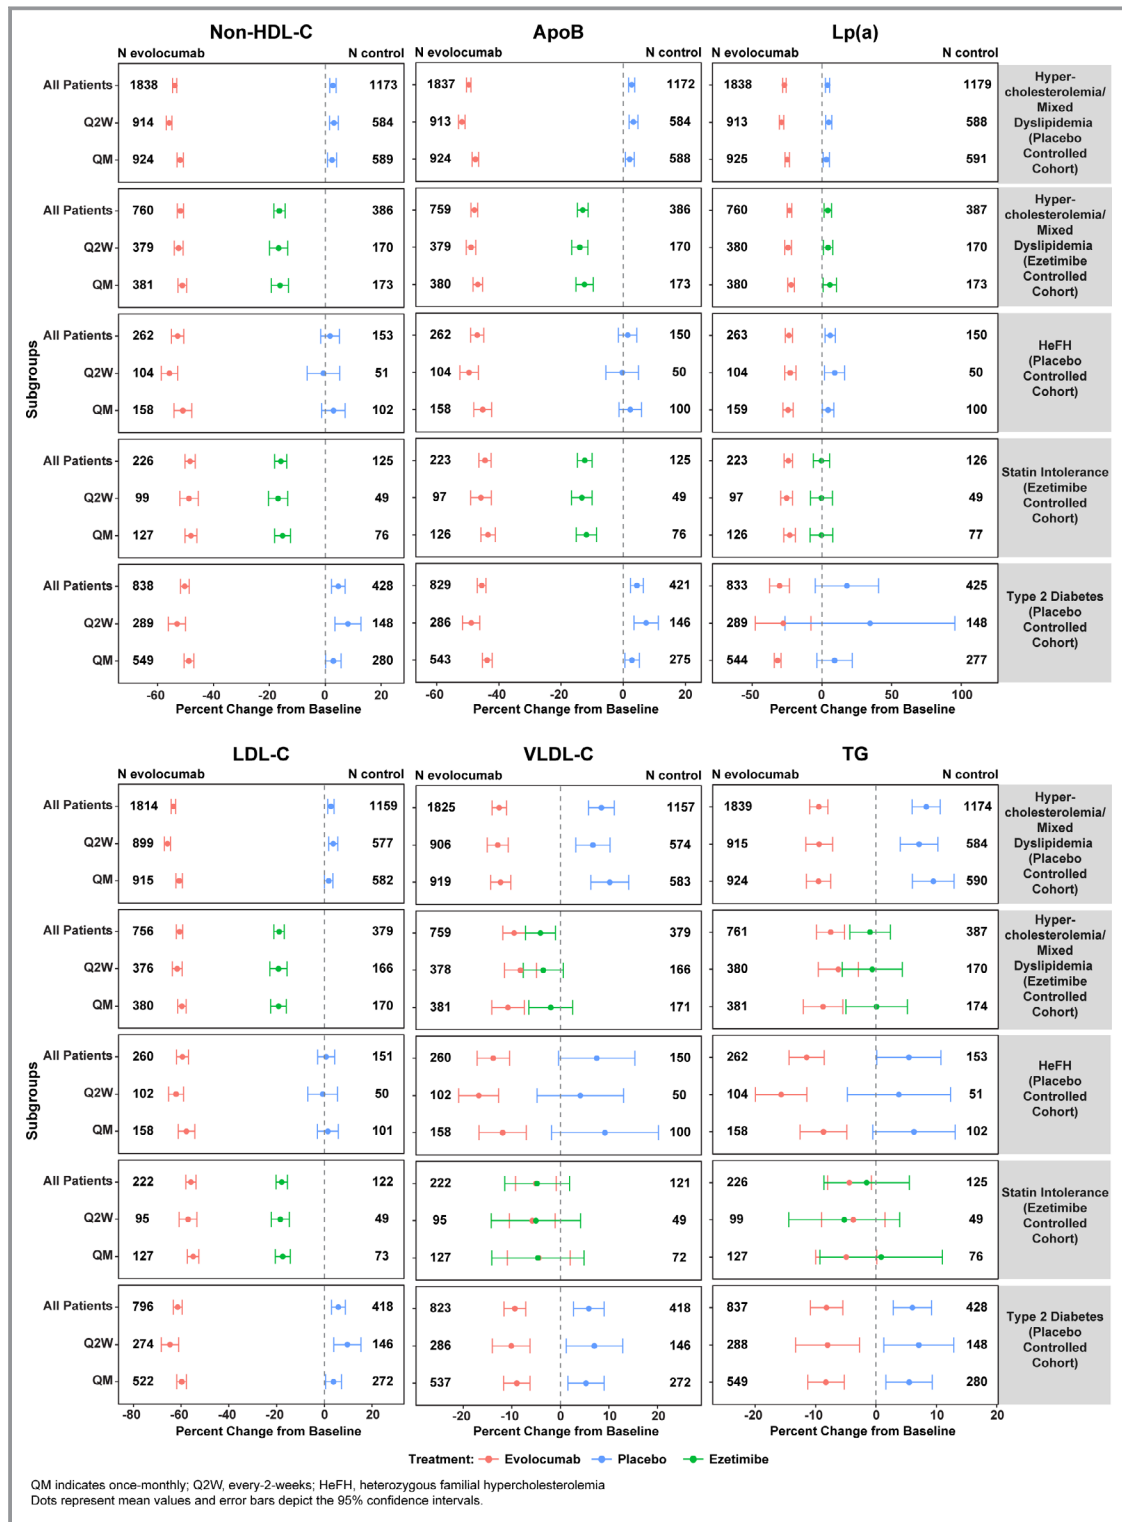 Non-HDL-C ApoB Lp(a)
N evolocumab N control N evolocumab N control N evolocumab N control
All Patients 1838 1173 1837 1172 1838 1179
Q2W 914 584 913 584 913 588
QM 924 589 924 588 925 591
Hyper-
cholesterolemia/
Mixed
Dyslipidemia
(Placebo
Controlled
Cohort)
All Patients 760 386 759 386 760 387
Q2W 379 170 379 170 380 170
QM 381 173 380 173 380 173
Hyper-
cholesterolemia/
Mixed
Dyslipidemia
(Ezetimibe
Controlled
Cohort)
Subgroups
All Patients 262 153 262 150 263 150
Q2W 104 51 104 50 104 50
QM 158 102 158 100 159 100
HeFH
(Placebo
Controlled
Cohort)
All Patients 226 125 223 125 223 126
Q2W 99 49 97 49 97 49
QM 127 76 126 76 126 77
Statin Intolerance
(Ezetimibe
Controlled
Cohort)
All Patients 838 428 829 421 833 425
Q2W 289 148 286 146 289 148
QM 549 280 543 275 544 277
Type 2 Diabetes
(Placebo
Controlled
Cohort)
-60 -40 -20 0 20 -60 -40 -20 0 20 -50 0 50 100
Percent Change from Baseline Percent Change from Baseline Percent Change from Baseline
LDL-C VLDL-C TG
N evolocumab N control N evolocumab N control N evolocumab N control
All Patients 1814 1159 1825 1157 1839 1174
Q2W 899 577 906 574 915 584
QM 915 582 919 583 924 590
Hyper-
cholesterolemia/
Mixed
Dyslipidemia
(Placebo
Controlled
Cohort)
All Patients 756 379 759 379 761 387
Q2W 376 166 378 166 380 170
QM 380 170 381 171 381 174
Hyper-
cholesterolemia/
Mixed
Dyslipidemia
(Ezetimibe
Controlled
Cohort)
Subgroups
All Patients 260 151 260 150 262 153
Q2W 102 50 102 50 104 51
QM 158 101 158 100 158 102
HeFH
(Placebo
Controlled
Cohort)
All Patients 222 122 222 121 226 125
Q2W 95 49 95 49 99 49
QM 127 73 127 72 127 76
Statin Intolerance
(Ezetimibe
Controlled
Cohort)
All Patients 796 418 823 418 837 428
Q2W 274 146 286 146 288 148
QM 522 272 537 272 549 280
Type 2 Diabetes
(Placebo
Controlled
Cohort)
-80 -60 -40 -20 0 20 -20 -10 0 10 20 -20 -10 0 10 20
Percent Change from Baseline Percent Change from Baseline Percent Change from Baseline
Treatment: Evolocumab Placebo Ezetimibe
QM indicates once-monthly; Q2W, every-2-weeks; HeFH, heterozygous familial hypercholesterolemia
Dots represent mean values and error bars depict the 95% confidence intervals.